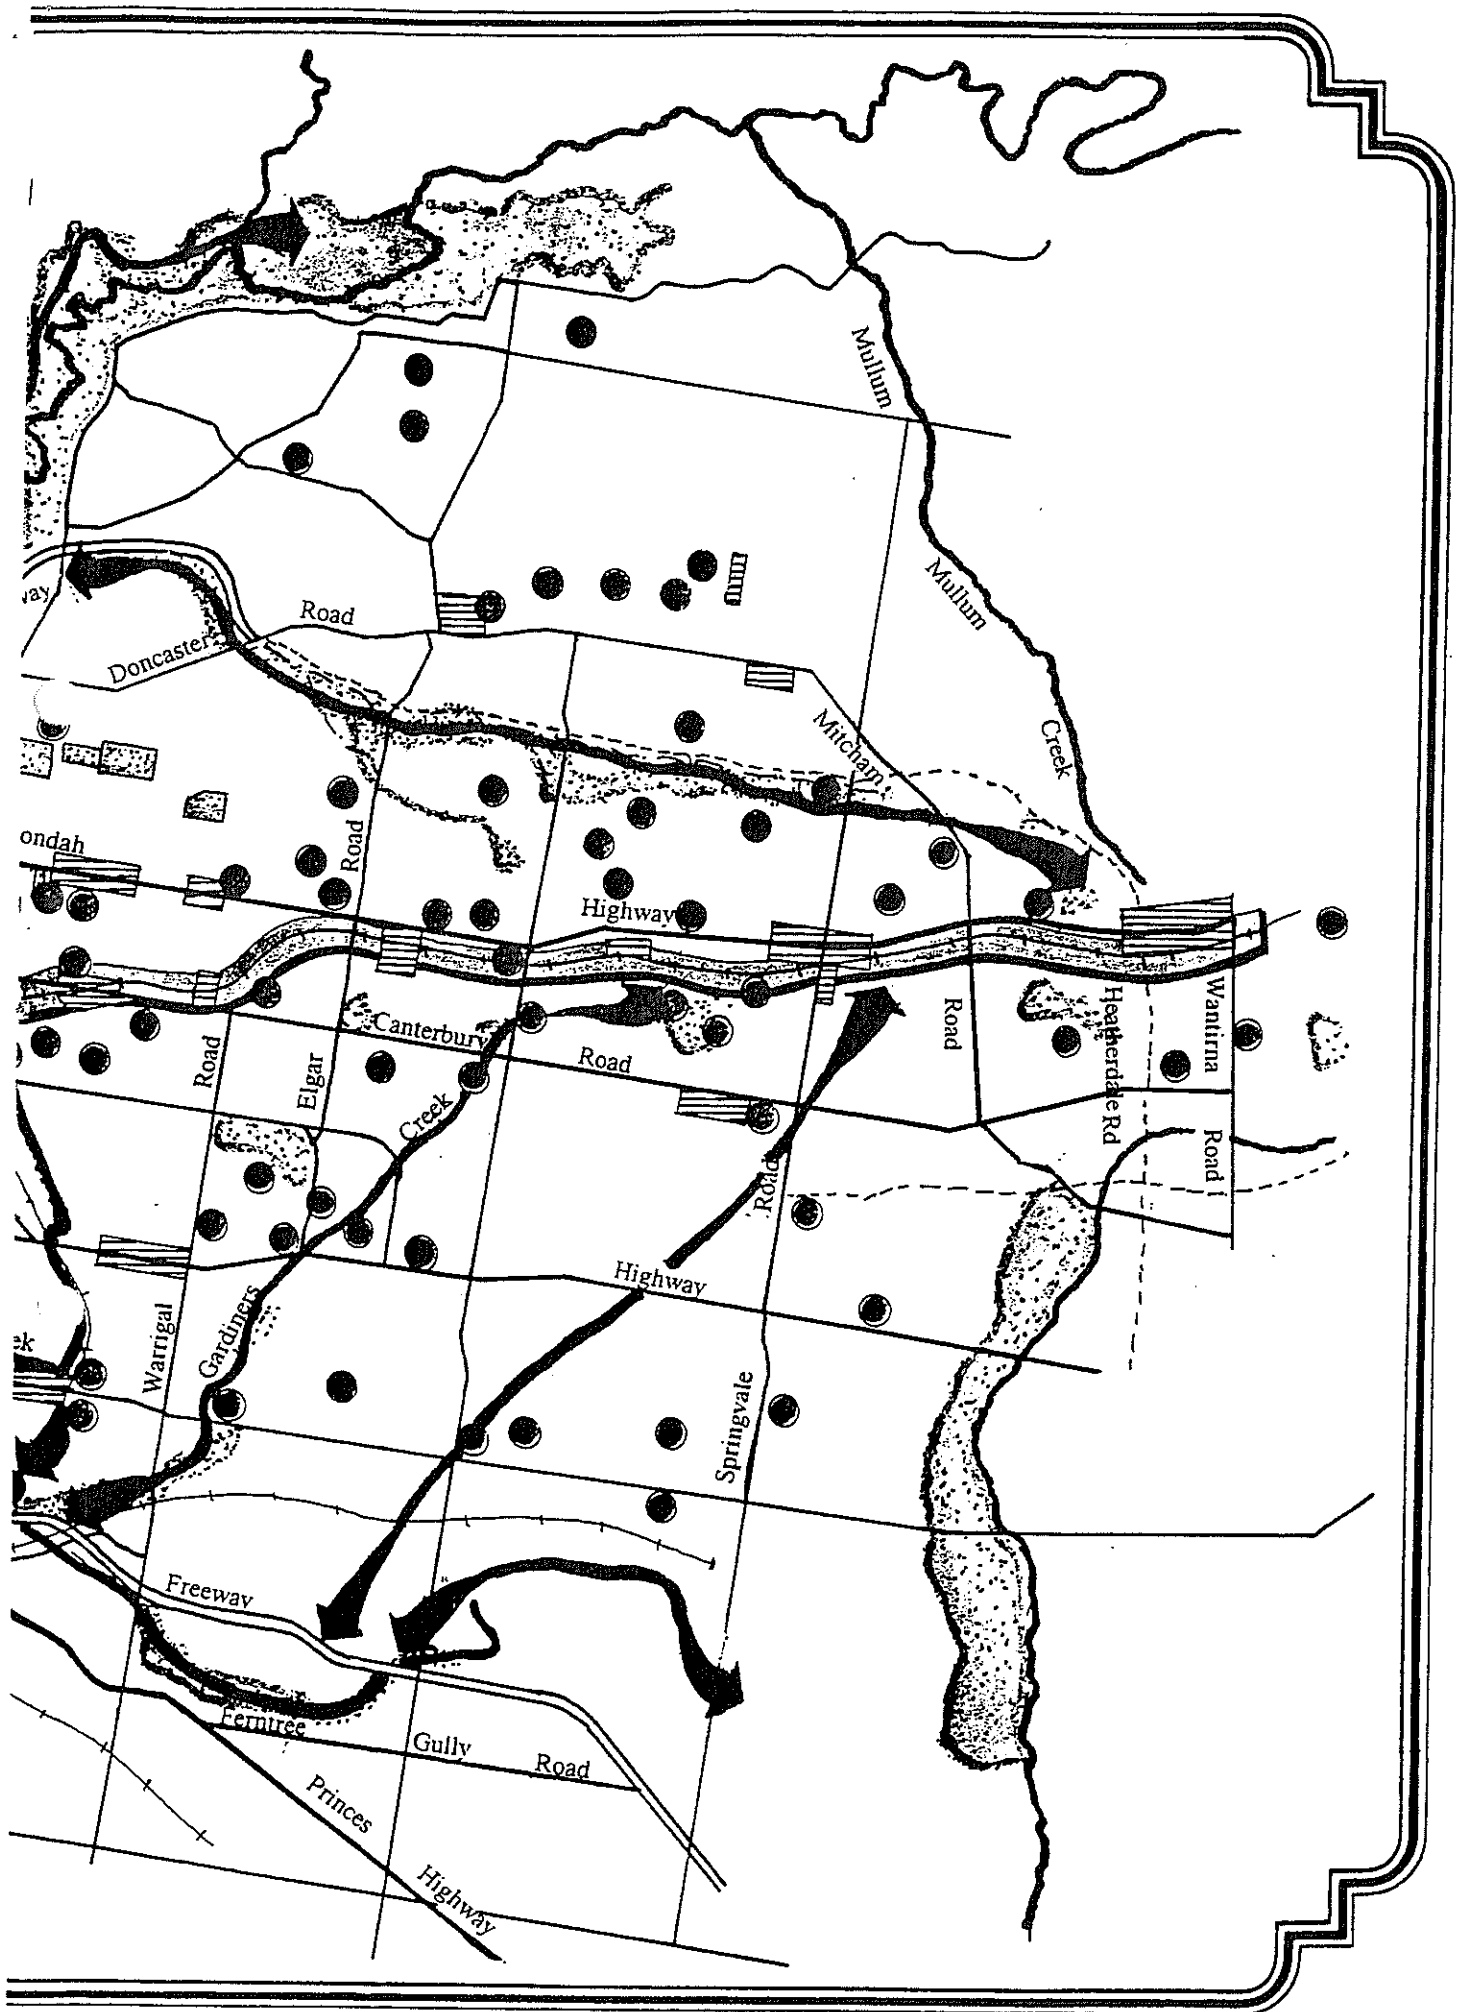 Mullum
Mullum
Creek
way
Road
Doncaster
Mitcham
ondah
Road
Highway
Canterbury
Road
Road
Elgar
Creek
Road
Heatherdale Rd
Wantirna
Road
Road
Highway
ek
Warrigal
Gardiners
Springvale
Freeway
Ferntree
Gully
Road
Princes
Highway